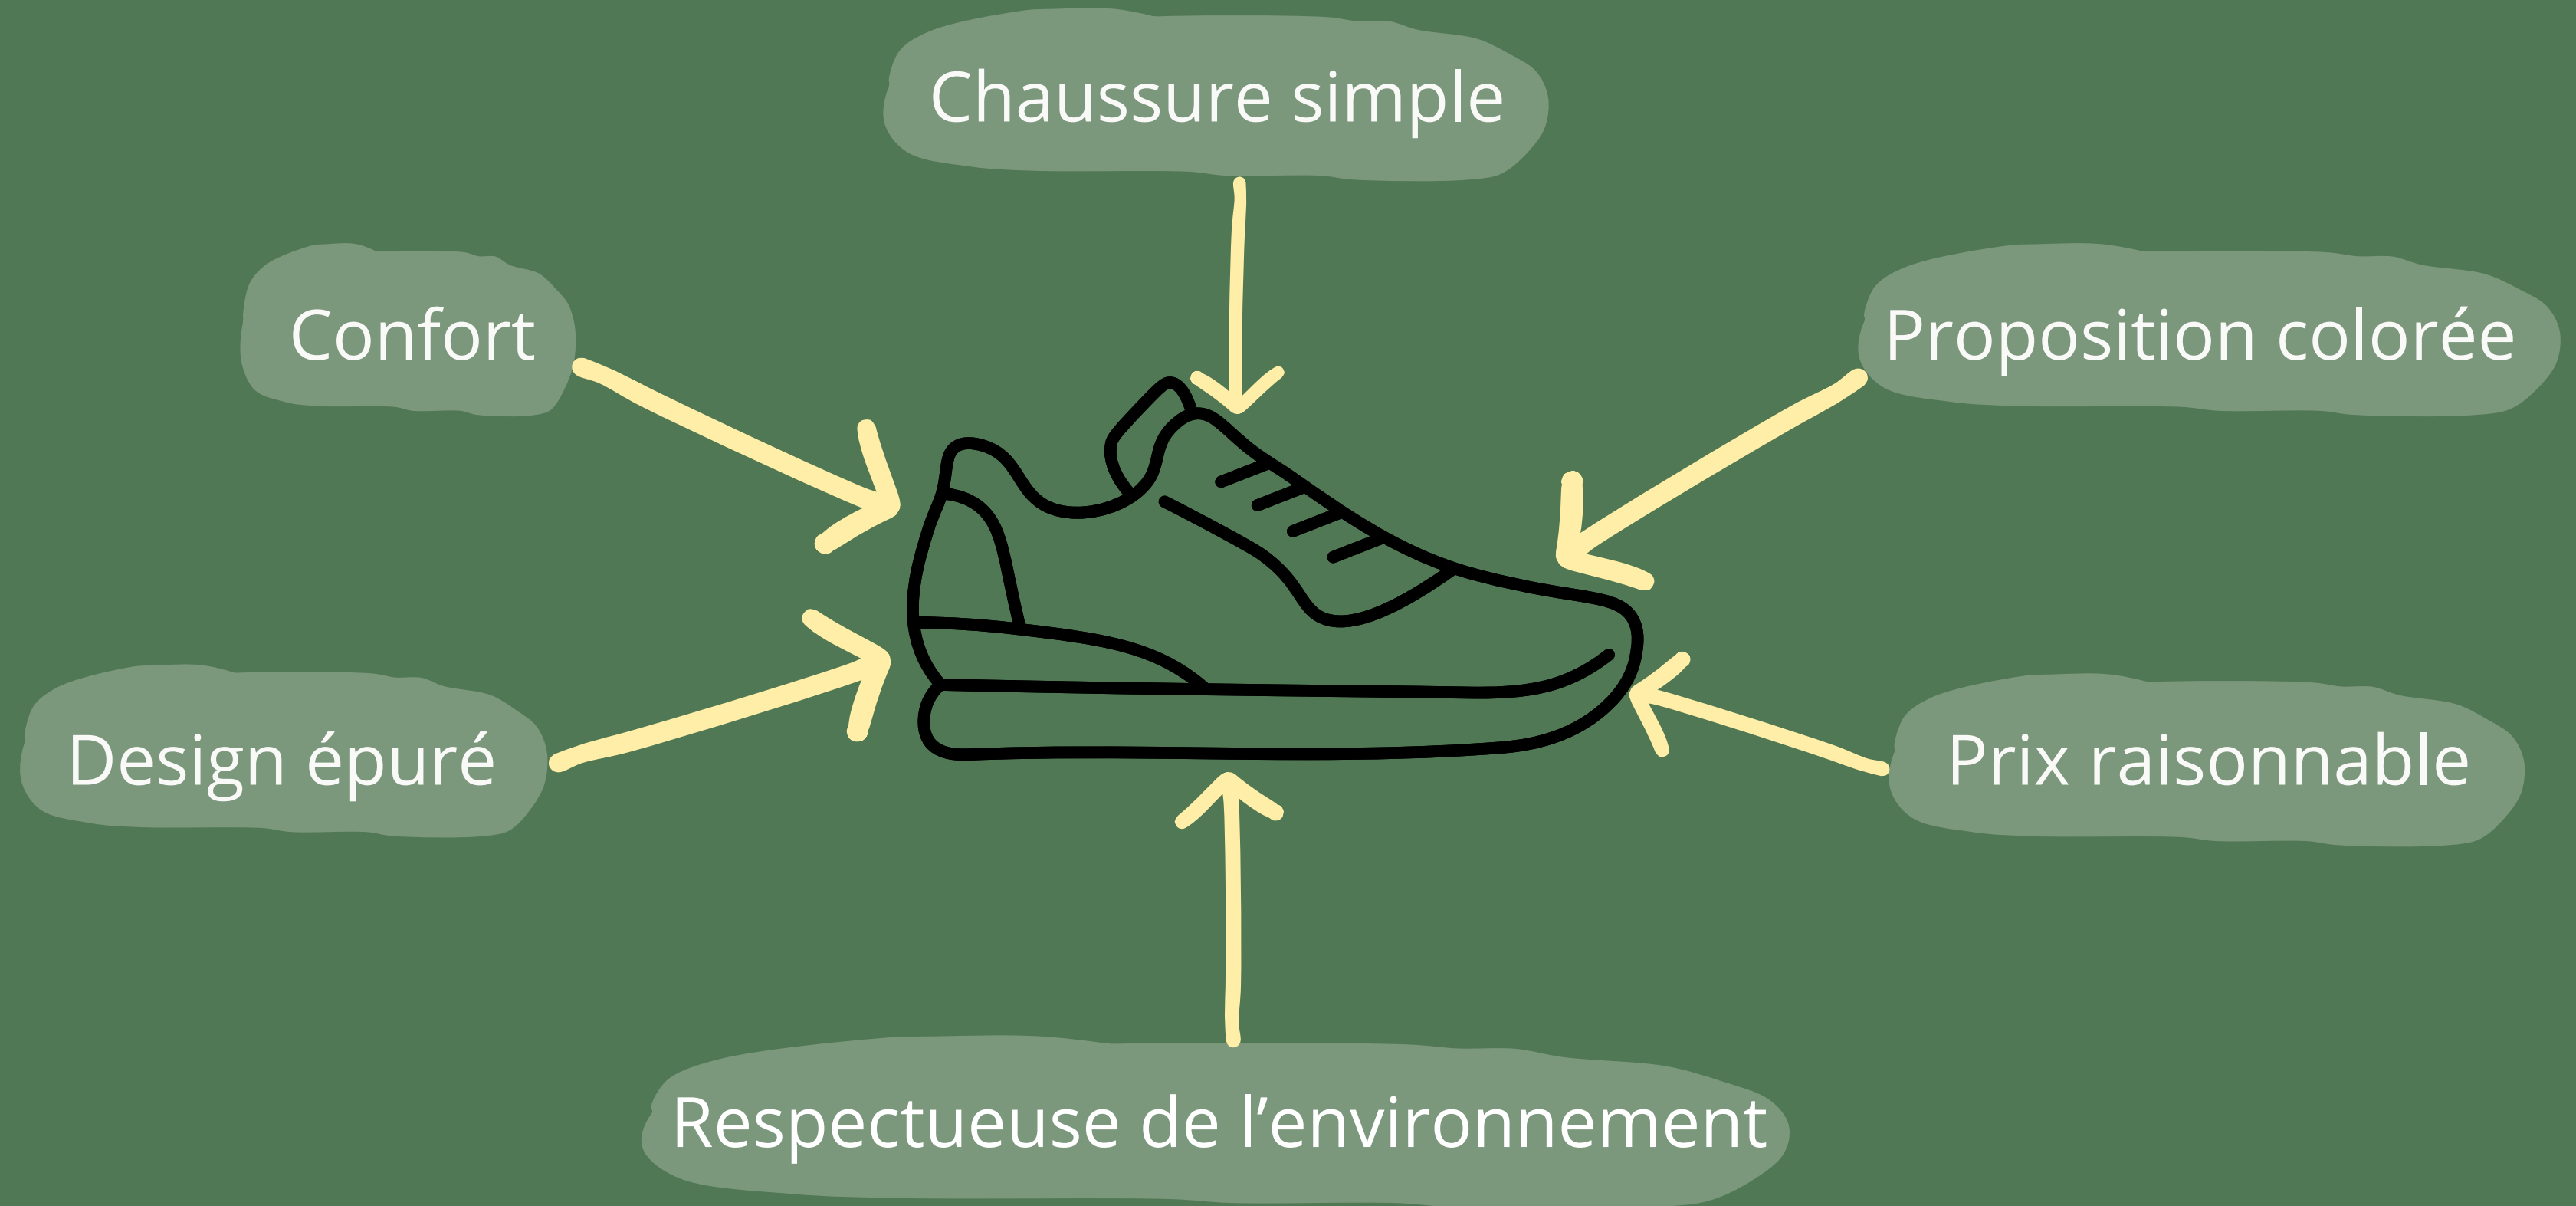 Chaussure simple
Confort
Proposition colorée
Design épuré
Prix raisonnable
Respectueuse de l’environnement